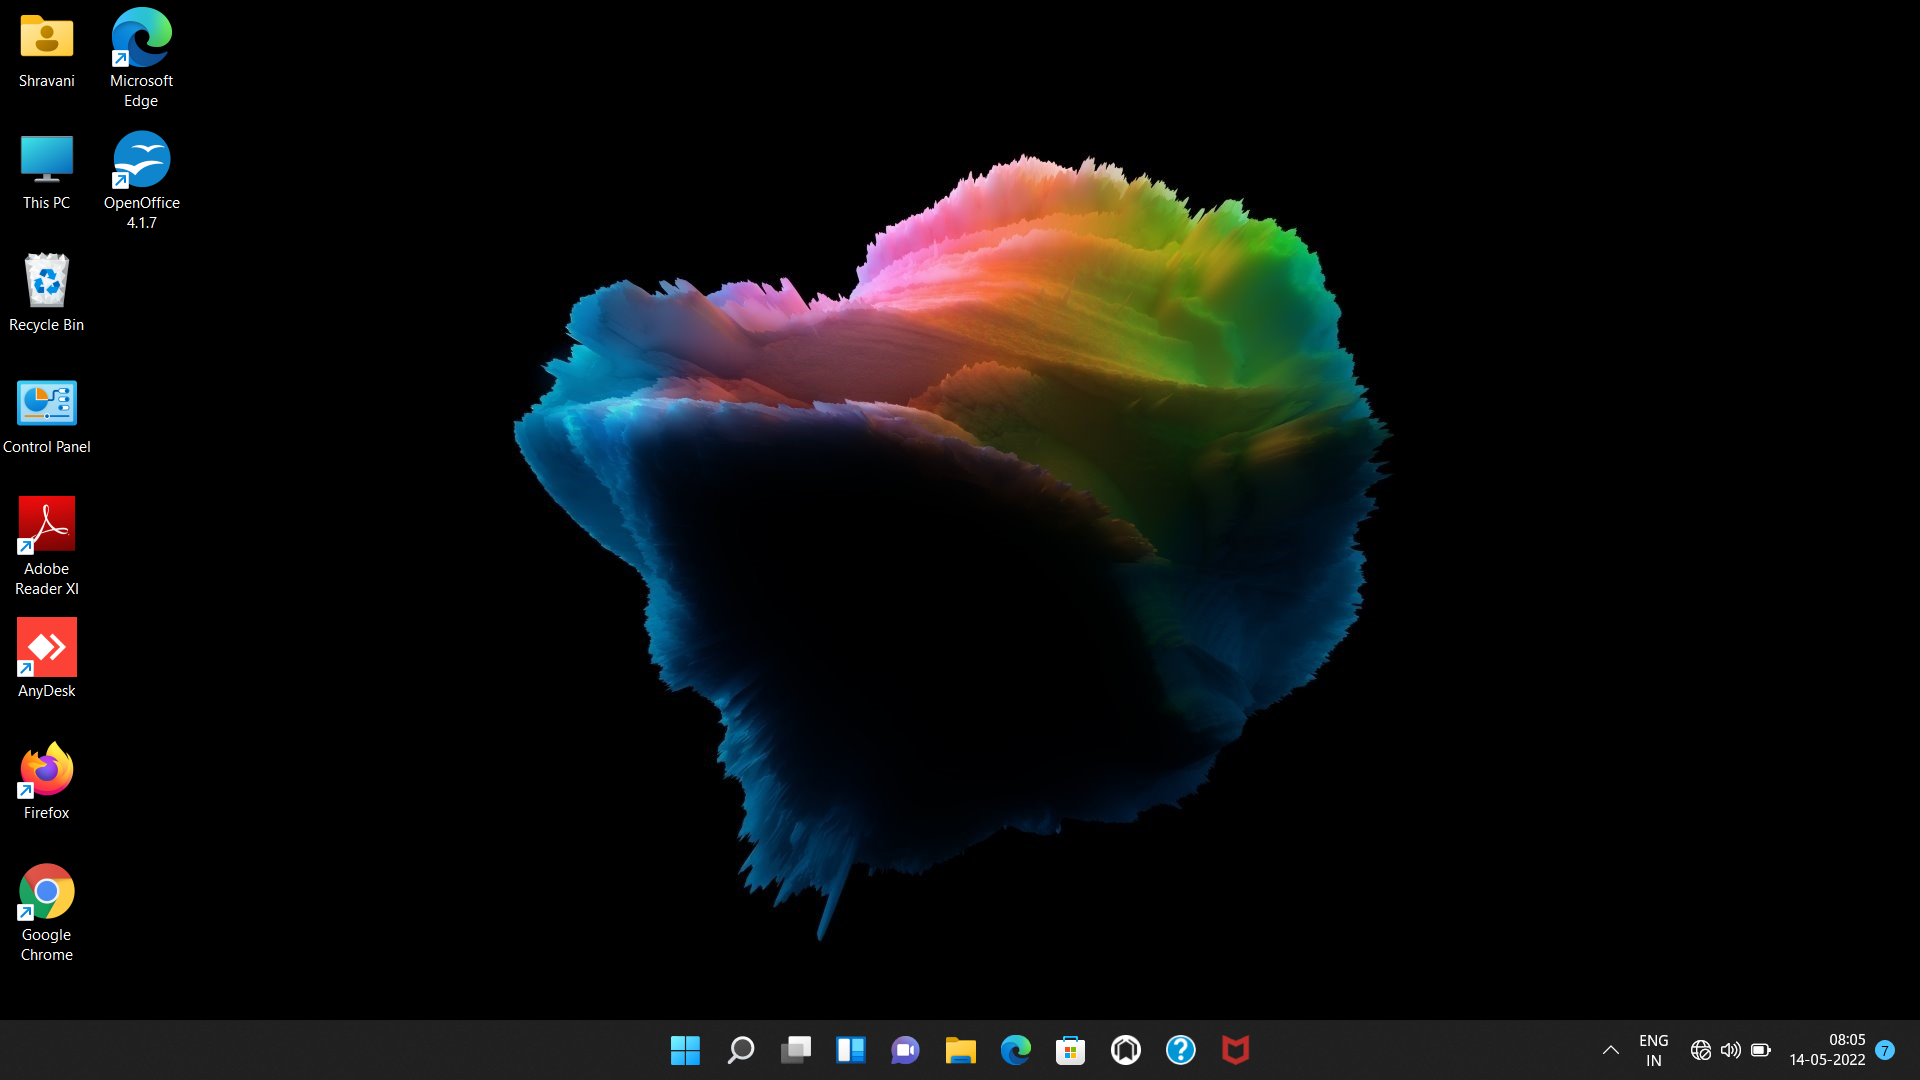 Shravani
Microsoft
Edge
This PC
OpenOffice
4.1.7
Recycle Bin
Control Panel
Adobe
Reader XI
AnyDesk
Firefox
Google
Chrome
ENG
IN
08:05
14-05-2022
7